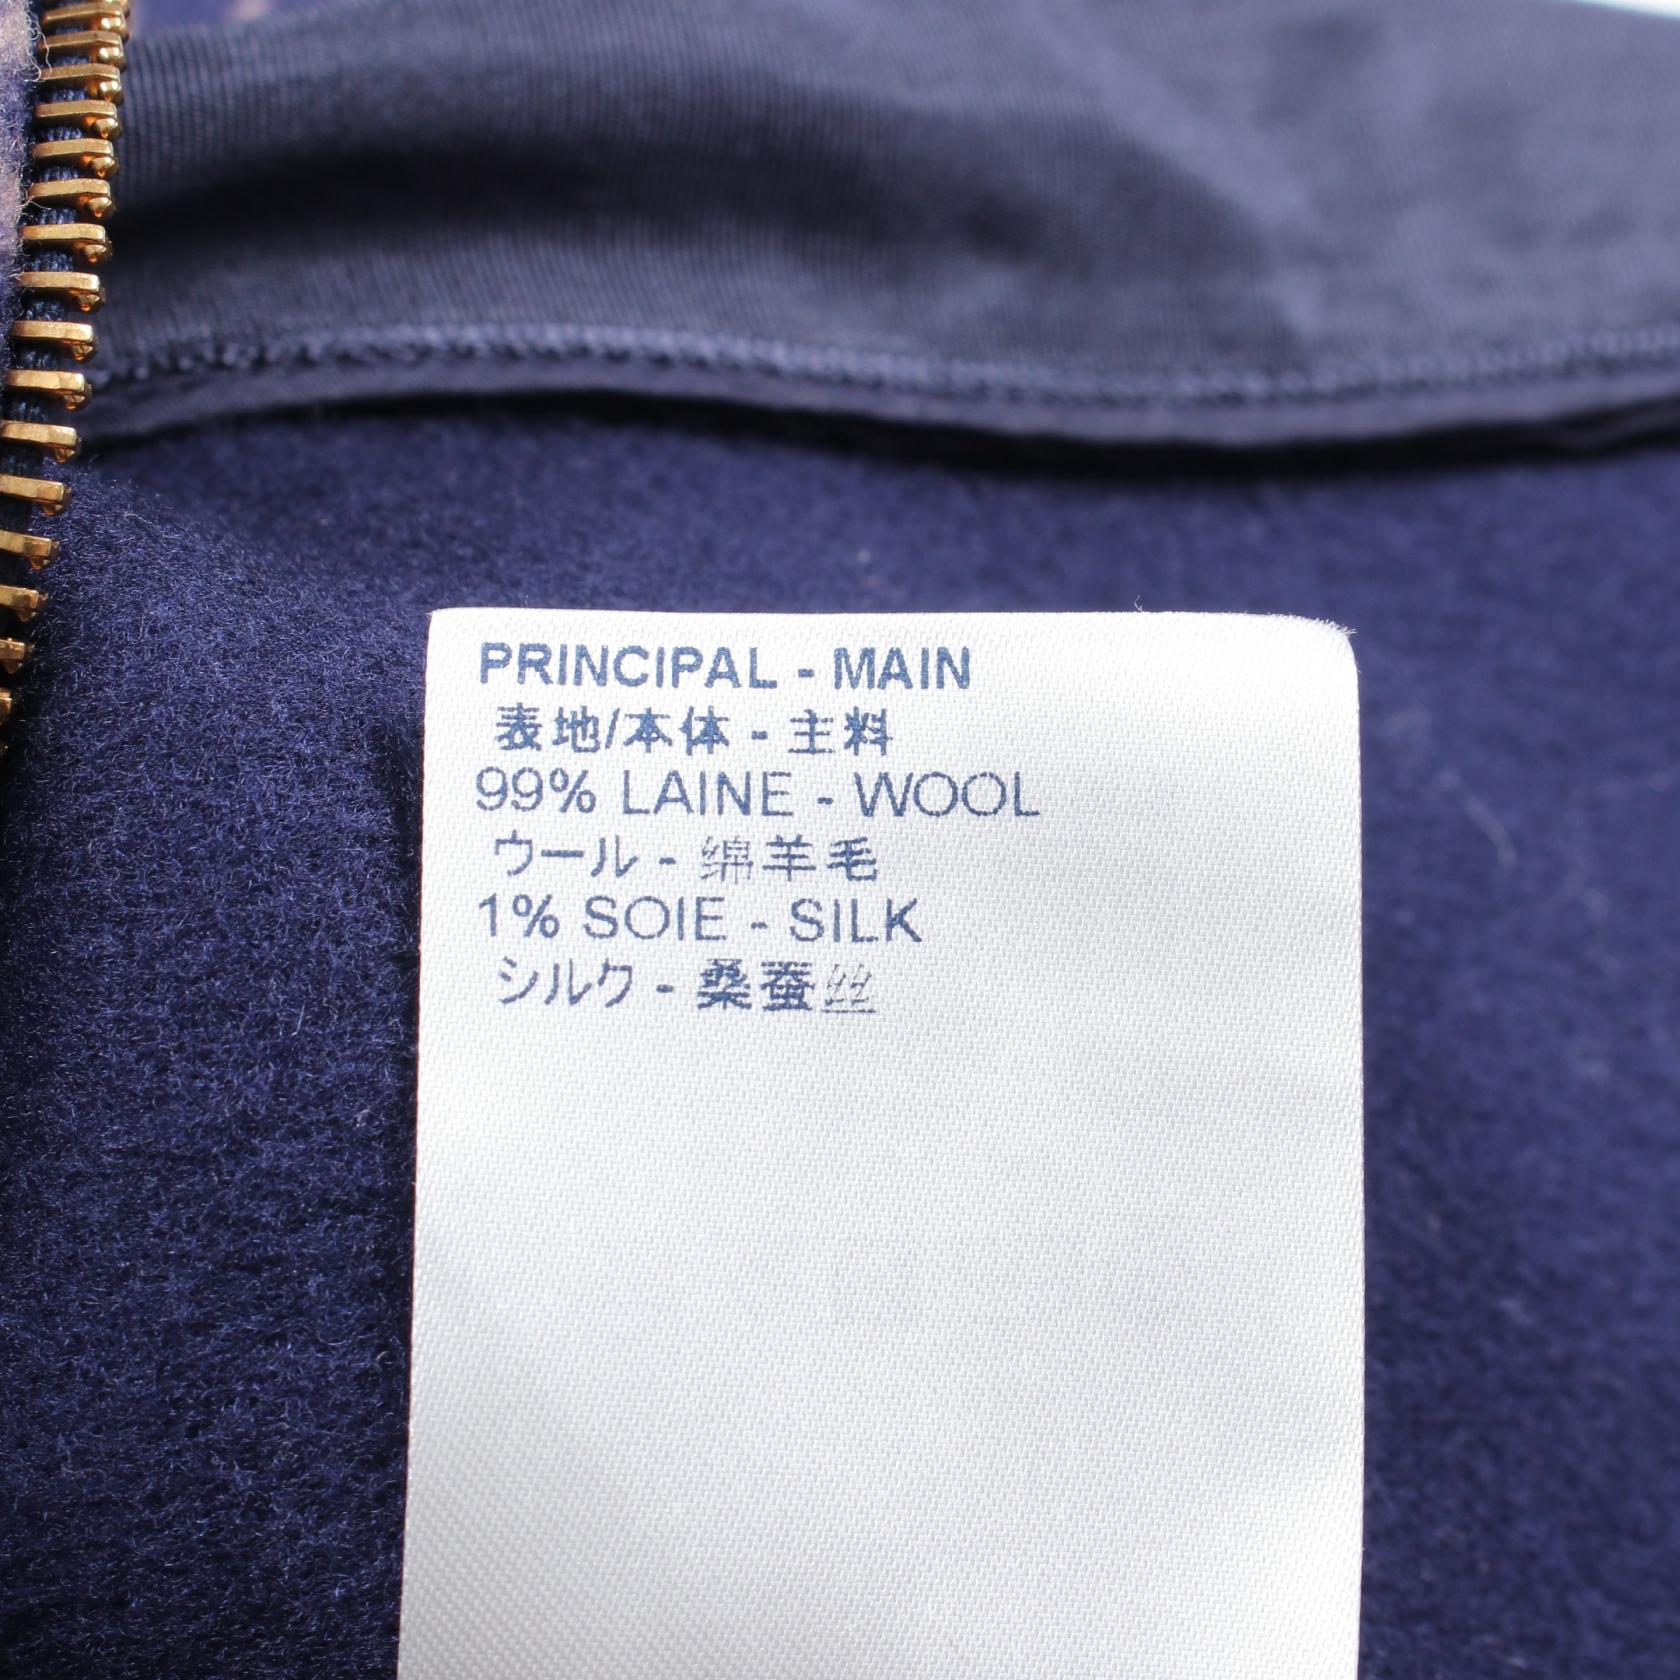 PRINCIPAL - MAIN
表地/本体 - 主料
99% LAINE - WOOL
ウール - 绵羊毛
1% SOIE - SILK
シルク - 桑蚕丝